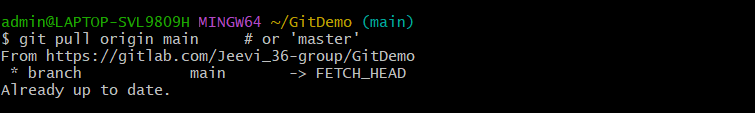 admin@LAPTOP-SVL98O9H MINGW64 ~/GitDemo (main)
$ git pull origin main     # or 'master'
From https://gitlab.com/Jeevi_36-group/GitDemo
 * branch            main       -> FETCH_HEAD
Already up to date.